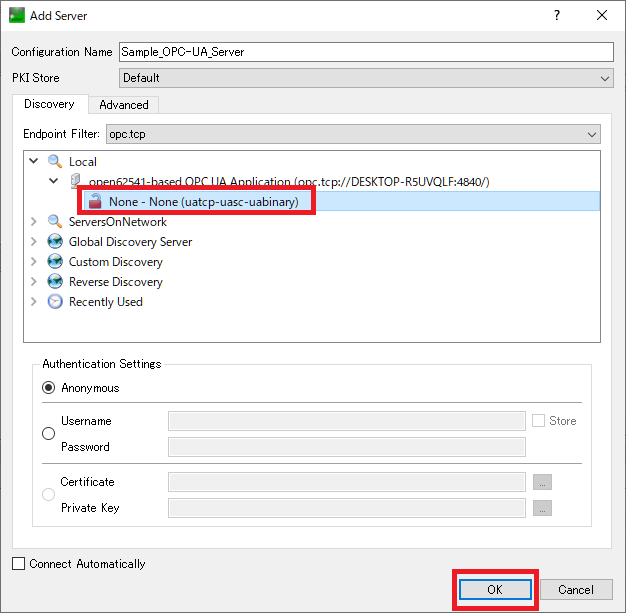 Add Server
?
Configuration Name Sample_OPC-UA_Server
PKI Store Default
Discovery Advanced
Endpoint Filter: opc.tcp
Local
open62541-based OPC UA Application (opc.tcp://DESKTOP-R5UVQLF:4840/)
None - None (uatcp-uasc-uabinary)
ServersOnNetwork
Global Discovery Server
Custom Discovery
Reverse Discovery
Recently Used
Authentication Settings
Anonymous
Username Store
Password
Certificate ...
Private Key ...
Connect Automatically
OK Cancel